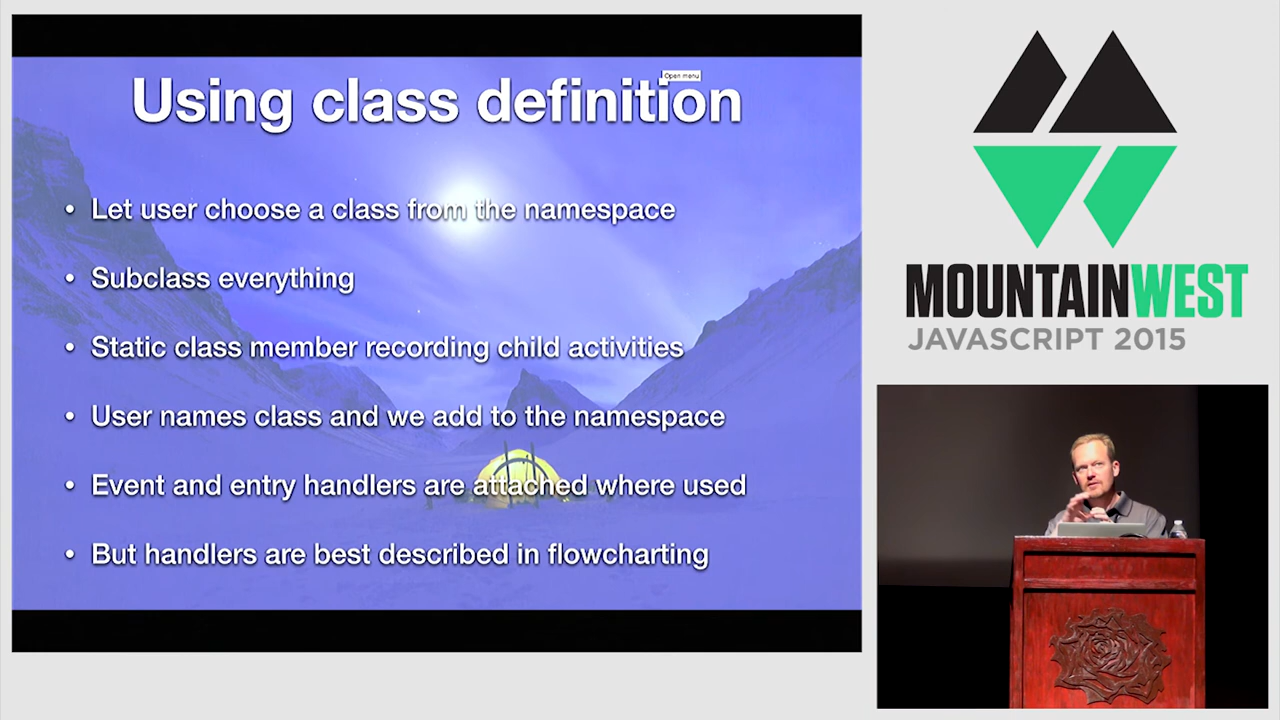 Open menu
Using class definition
• Let user choose a class from the namespace
• Subclass everything
• Static class member recording child activities
• User names class and we add to the namespace
• Event and entry handlers are attached where used
• But handlers are best described in flowcharting
MOUNTAINWEST
JAVASCRIPT 2015